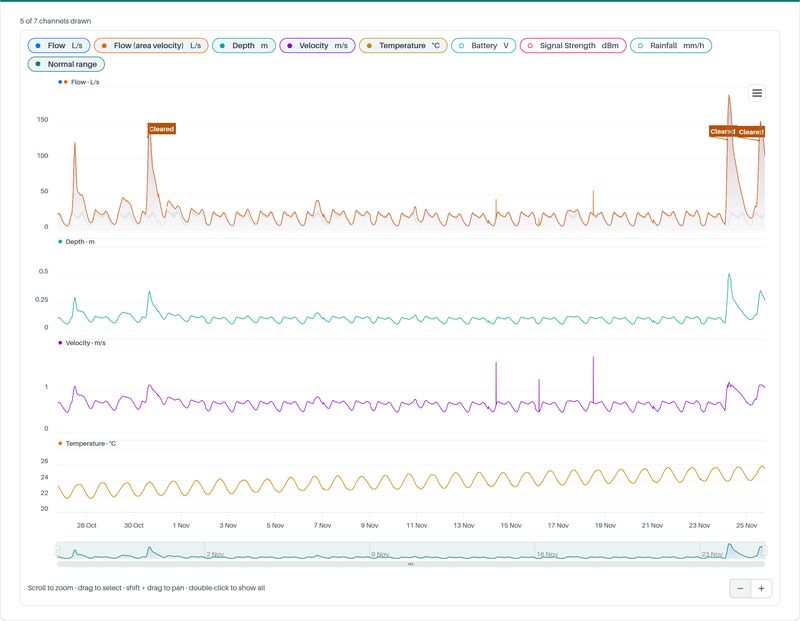 5 of 7 channels drawn
Flow L/s
Flow (area velocity) L/s
Depth m
Velocity m/s
Temperature °C
Battery V
Signal Strength dBm
Rainfall mm/h
Normal range
Flow - L/s
150
100
50
0
Cleared
Cleared
Cleared
Depth - m
0.5
0.25
0
Velocity - m/s
1
0
Temperature - °C
26
24
22
20
28 Oct
30 Oct
1 Nov
3 Nov
5 Nov
7 Nov
9 Nov
11 Nov
13 Nov
15 Nov
17 Nov
19 Nov
21 Nov
23 Nov
25 Nov
2 Nov
9 Nov
16 Nov
23 Nov
Scroll to zoom · drag to select · shift + drag to pan · double-click to show all
− +